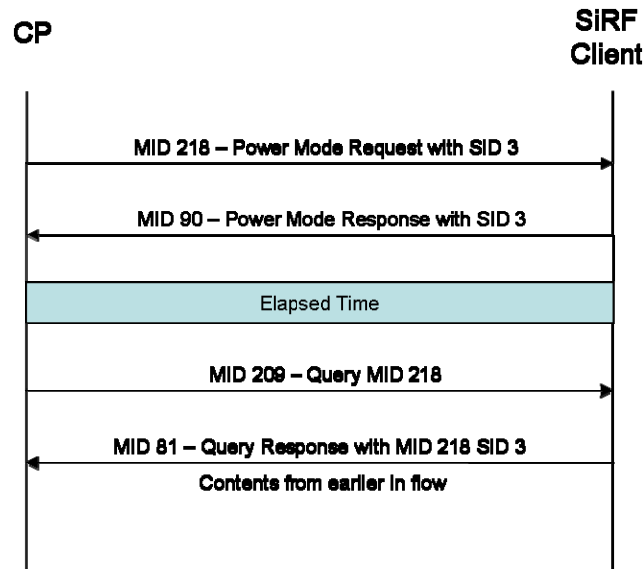 CP
SiRF
Client
MID 218 – Power Mode Request with SID 3
MID 90 – Power Mode Response with SID 3
Elapsed Time
MID 209 – Query MID 218
MID 81 – Query Response with MID 218 SID 3
Contents from earlier in flow